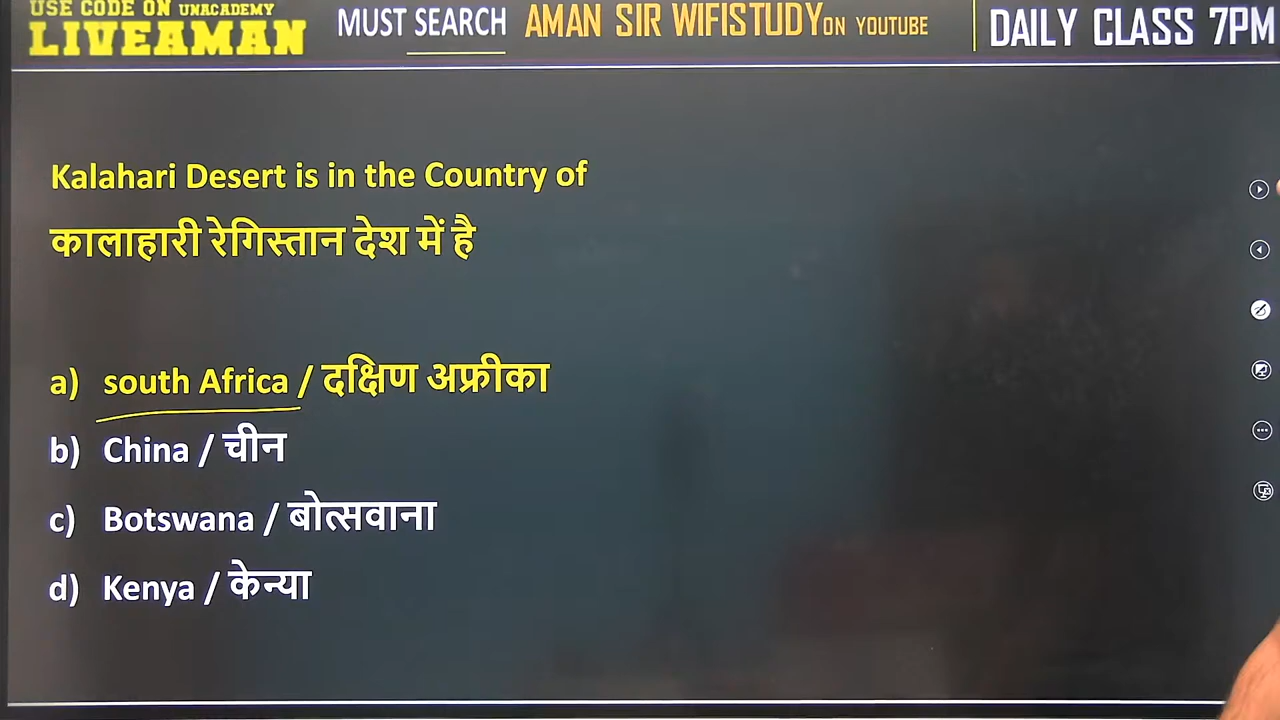 USE CODE ON UNACADEMY
LIVEAMAN
MUST SEARCH AMAN SIR WIFISTUDY ON YOUTUBE
DAILY CLASS 7PM
Kalahari Desert is in the Country of
कालाहारी रेगिस्तान देश में है
a) south Africa / दक्षिण अफ्रीका
b) China / चीन
c) Botswana / बोत्सवाना
d) Kenya / केन्या